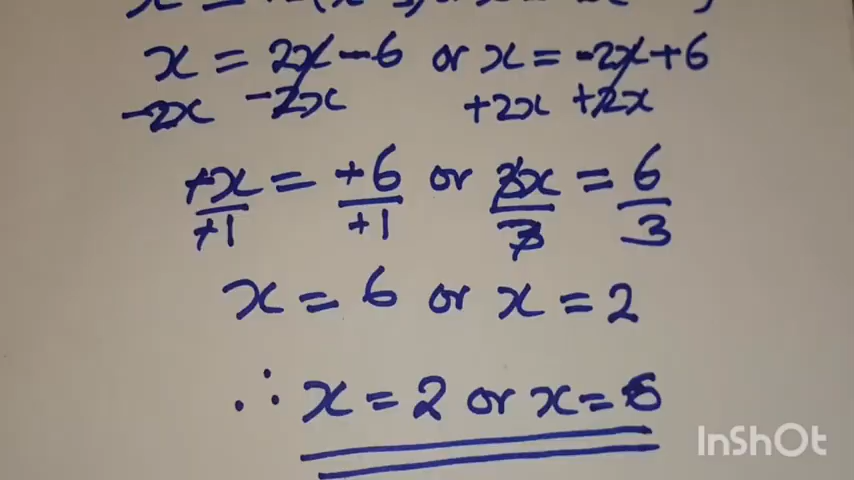 x = 2x - 6 or x = -2x + 6
-2x -2x +2x +2x
+x = +6 or 3x = 6
+1 +1 3 3
x = 6 or x = 2
∴ x = 2 or x = 6
InShOt